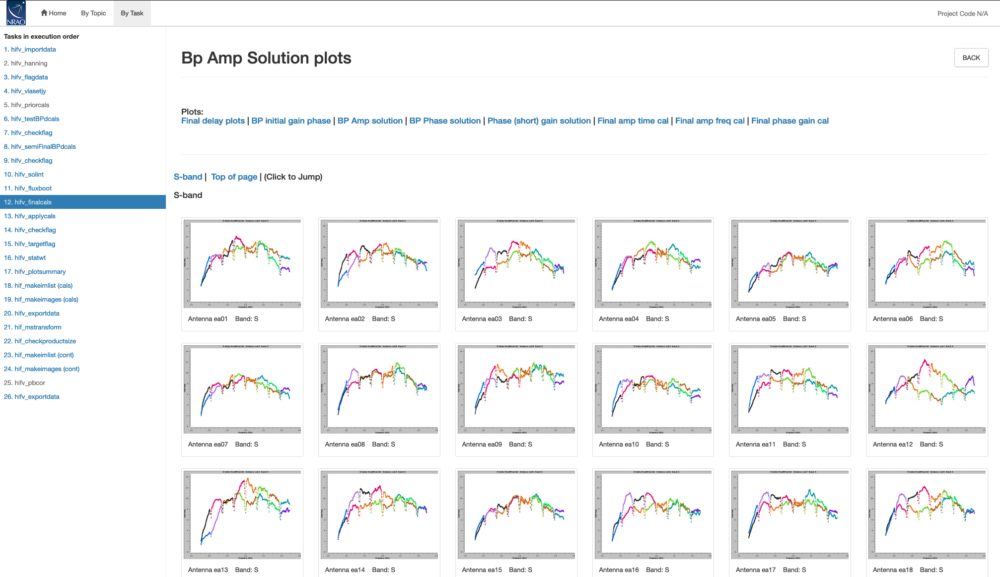 NRAO
Home
By Topic
By Task
Project Code N/A
Tasks in execution order
1. hifv_importdata
2. hifv_hanning
3. hifv_flagdata
4. hifv_vlasetjy
5. hifv_priorcals
6. hifv_testBPdcals
7. hifv_checkflag
8. hifv_semiFinalBPdcals
9. hifv_checkflag
10. hifv_solint
11. hifv_fluxboot
12. hifv_finalcals
13. hifv_applycals
14. hifv_checkflag
15. hifv_targetflag
16. hifv_statwt
17. hifv_plotsummary
18. hif_makeimlist (cals)
19. hif_makeimages (cals)
20. hifv_exportdata
21. hif_mstransform
22. hif_checkproductsize
23. hif_makeimlist (cont)
24. hif_makeimages (cont)
25. hifv_pbcor
26. hifv_exportdata
Bp Amp Solution plots
BACK
Plots:
Final delay plots | BP initial gain phase | BP Amp solution | BP Phase solution | Phase (short) gain solution | Final amp time cal | Final amp freq cal | Final phase gain cal
S-band | Top of page | (Click to Jump)
S-band
Antenna ea01 Band: S
Antenna ea02 Band: S
Antenna ea03 Band: S
Antenna ea04 Band: S
Antenna ea05 Band: S
Antenna ea06 Band: S
Antenna ea07 Band: S
Antenna ea08 Band: S
Antenna ea09 Band: S
Antenna ea10 Band: S
Antenna ea11 Band: S
Antenna ea12 Band: S
Antenna ea13 Band: S
Antenna ea14 Band: S
Antenna ea15 Band: S
Antenna ea16 Band: S
Antenna ea17 Band: S
Antenna ea18 Band: S